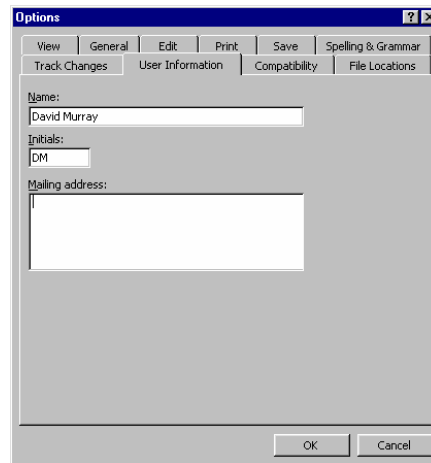 Options
View General Edit Print Save Spelling & Grammar
Track Changes User Information Compatibility File Locations
Name:
David Murray
Initials:
DM
Mailing address:
OK Cancel